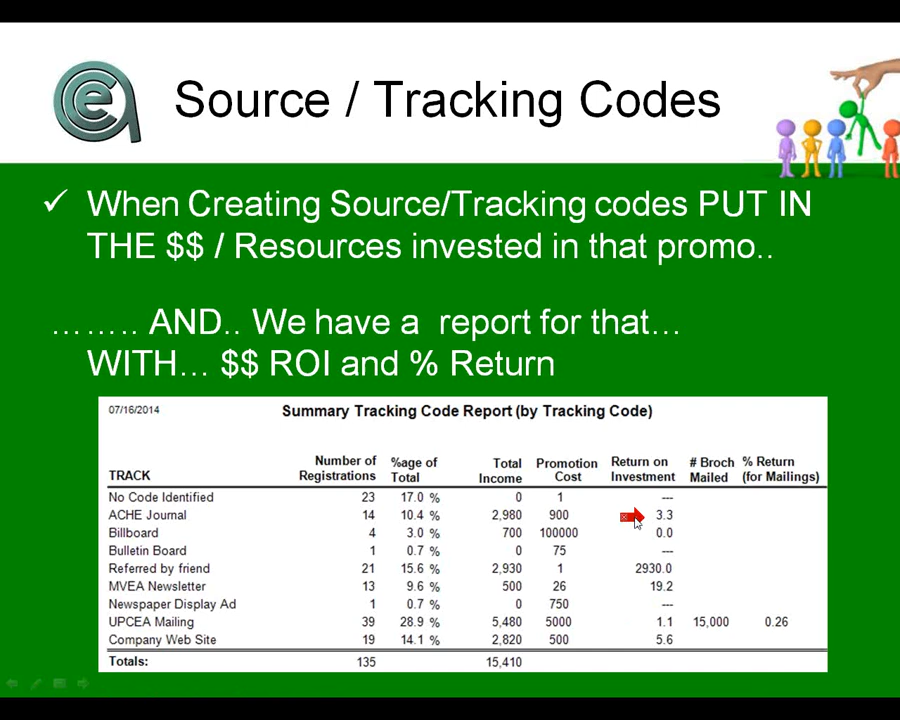 Source / Tracking Codes
✓ When Creating Source/Tracking codes PUT IN
THE $$ / Resources invested in that promo..
…….. AND.. We have a report for that…
WITH… $$ ROI and % Return
07/16/2014 Summary Tracking Code Report (by Tracking Code)
Number of %age of Total Promotion Return on # Broch % Return
TRACK Registrations Total Income Cost Investment Mailed (for Mailings)
No Code Identified 23 17.0 % 0 1 ---
ACHE Journal 14 10.4 % 2,980 900 3.3
Billboard 4 3.0 % 700 100000 0.0
Bulletin Board 1 0.7 % 0 75 ---
Referred by friend 21 15.6 % 2,930 1 2930.0
MVEA Newsletter 13 9.6 % 500 26 19.2
Newspaper Display Ad 1 0.7 % 0 750 ---
UPCEA Mailing 39 28.9 % 5,480 5000 1.1 15,000 0.26
Company Web Site 19 14.1 % 2,820 500 5.6
Totals: 135 15,410